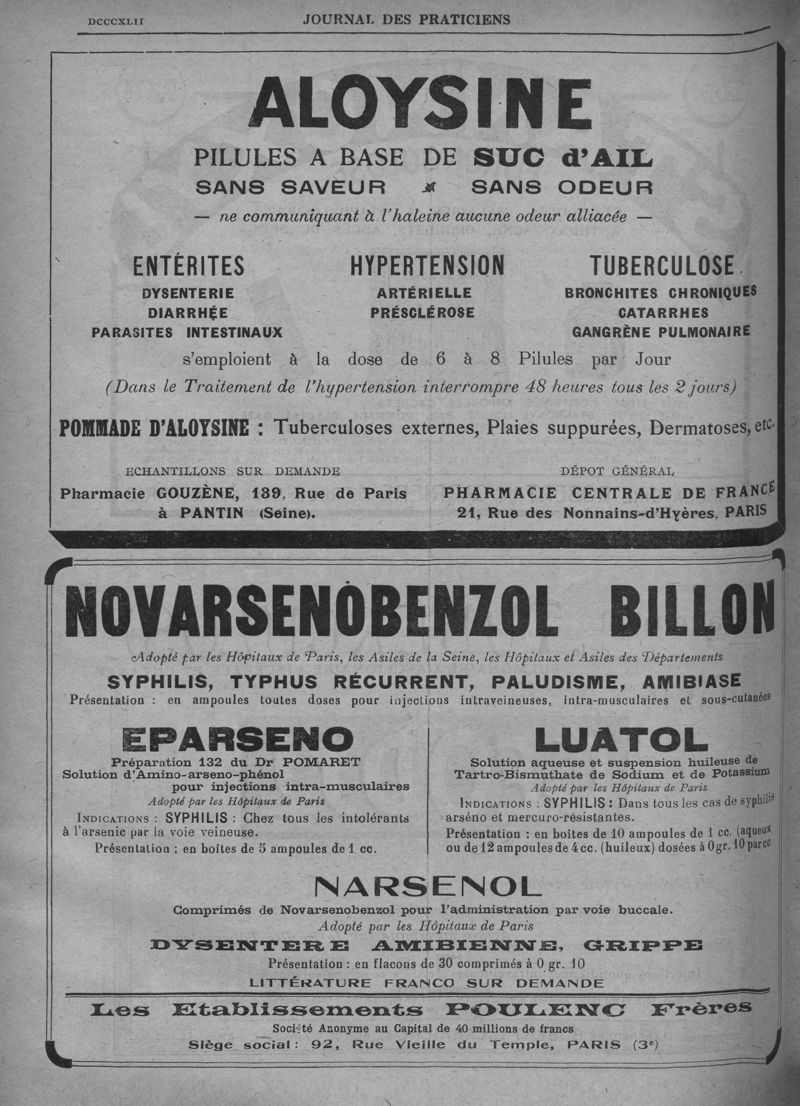 DCCCXLII
JOURNAL DES PRATICIENS
ALOYSINE
PILULES A BASE DE SUC d'AIL
SANS SAVEUR SANS ODEUR
— ne communiquant à l'haleine aucune odeur alliacée —
ENTÉRITES
DYSENTERIE
DIARRHÉE
PARASITES INTESTINAUX
HYPERTENSION
ARTÉRIELLE
PRÉSCLÉROSE
TUBERCULOSE
BRONCHITES CHRONIQUES
CATARRHES
GANGRÈNE PULMONAIRE
s'emploient à la dose de 6 à 8 Pilules par Jour
(Dans le Traitement de l'hypertension interrompre 48 heures tous les 2 jours)
POMMADE D'ALOYSINE : Tuberculoses externes, Plaies suppurées, Dermatoses, etc.
ECHANTILLONS SUR DEMANDE
Pharmacie GOUZÈNE, 139, Rue de Paris
à PANTIN (Seine).
DÉPOT GÉNÉRAL
PHARMACIE CENTRALE DE FRANCE
21, Rue des Nonnains-d'Hyères, PARIS
NOVARSENOBENZOL BILLON
Adopté par les Hôpitaux de Paris, les Asiles de la Seine, les Hôpitaux et Asiles des Départements
SYPHILIS, TYPHUS RÉCURRENT, PALUDISME, AMIBIASE
Présentation : en ampoules toutes doses pour injections intraveineuses, intra-musculaires et sous-cutanées
EPARSENO
Préparation 132 du Dr POMARET
Solution d'Amino-arseno-phénol
pour injections intra-musculaires
Adopté par les Hôpitaux de Paris
INDICATIONS : SYPHILIS : Chez tous les intolérants
à l'arsenic par la voie veineuse.
Présentation : en boîtes de 5 ampoules de 1 cc.
LUATOL
Solution aqueuse et suspension huileuse de
Tartro-Bismuthate de Sodium et de Potassium
Adopté par les Hôpitaux de Paris
INDICATIONS : SYPHILIS : Dans tous les cas de syphilis
arséno et mercuro-résistantes.
Présentation : en boîtes de 10 ampoules de 1 cc. (aqueux
ou de 12 ampoules de 4 cc. (huileux) dosées à 0 gr. 10 par cc
NARSENOL
Comprimés de Novarsenobenzol pour l'administration par voie buccale.
Adopté par les Hôpitaux de Paris
DYSENTERE AMIBIENNE, GRIPPE
Présentation : en flacons de 30 comprimés à 0 gr. 10
LITTÉRATURE FRANCO SUR DEMANDE
Les Etablissements POULENC Frères
Société Anonyme au Capital de 40 millions de francs
Siège social : 92, Rue Vieille du Temple, PARIS (3e)